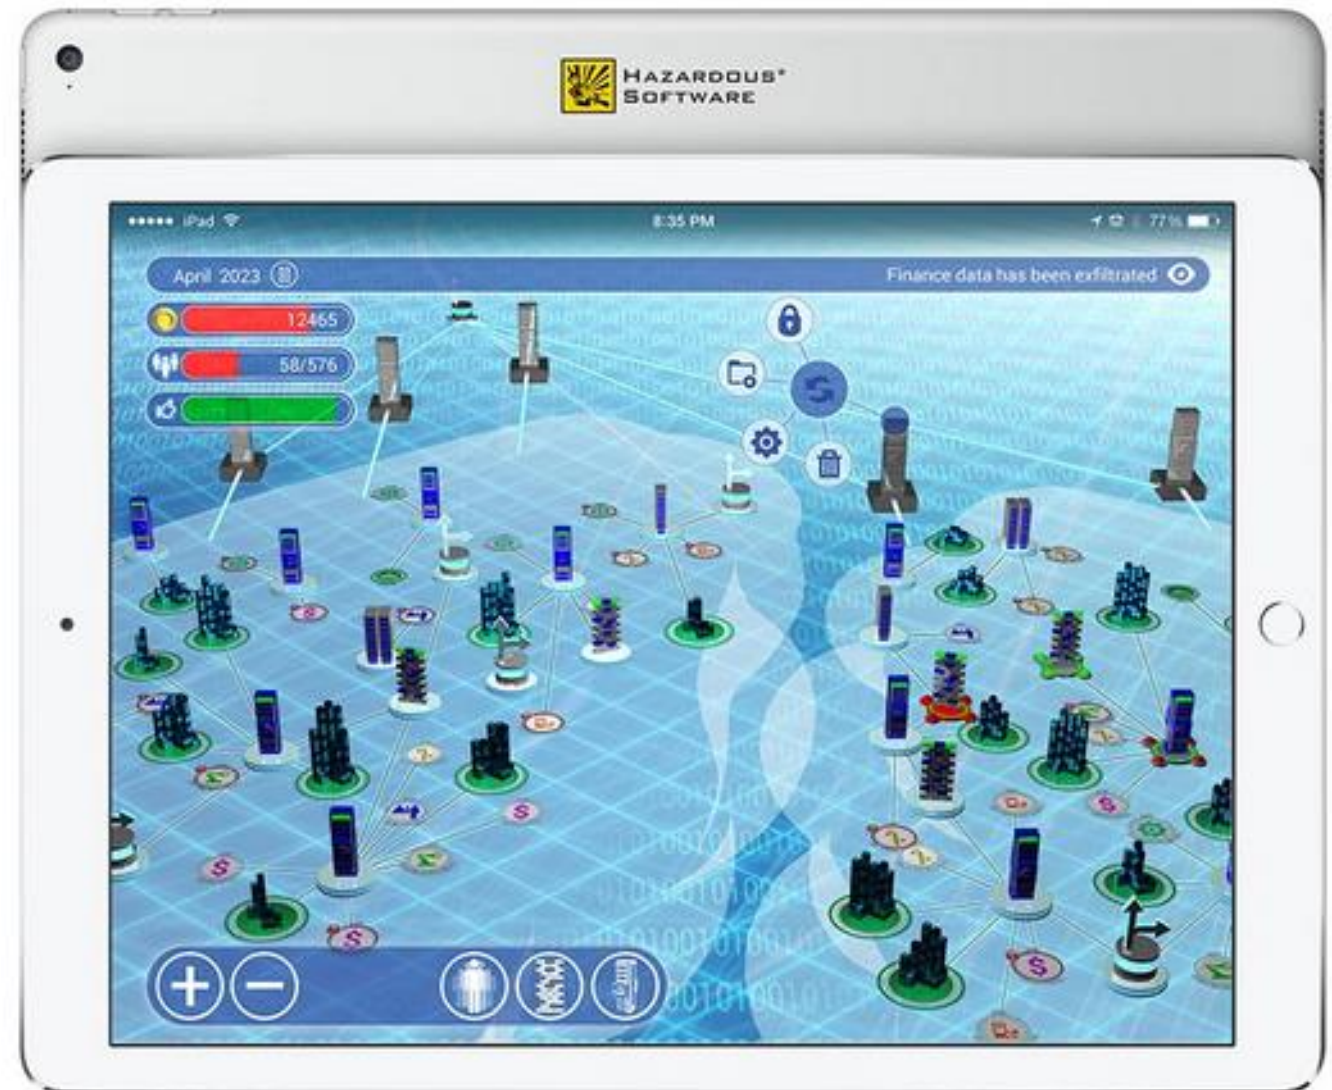 HAZARDOUS®
SOFTWARE
iPad
8:35 PM
77%
April 2023
Finance data has been exfiltrated
12465
58/576